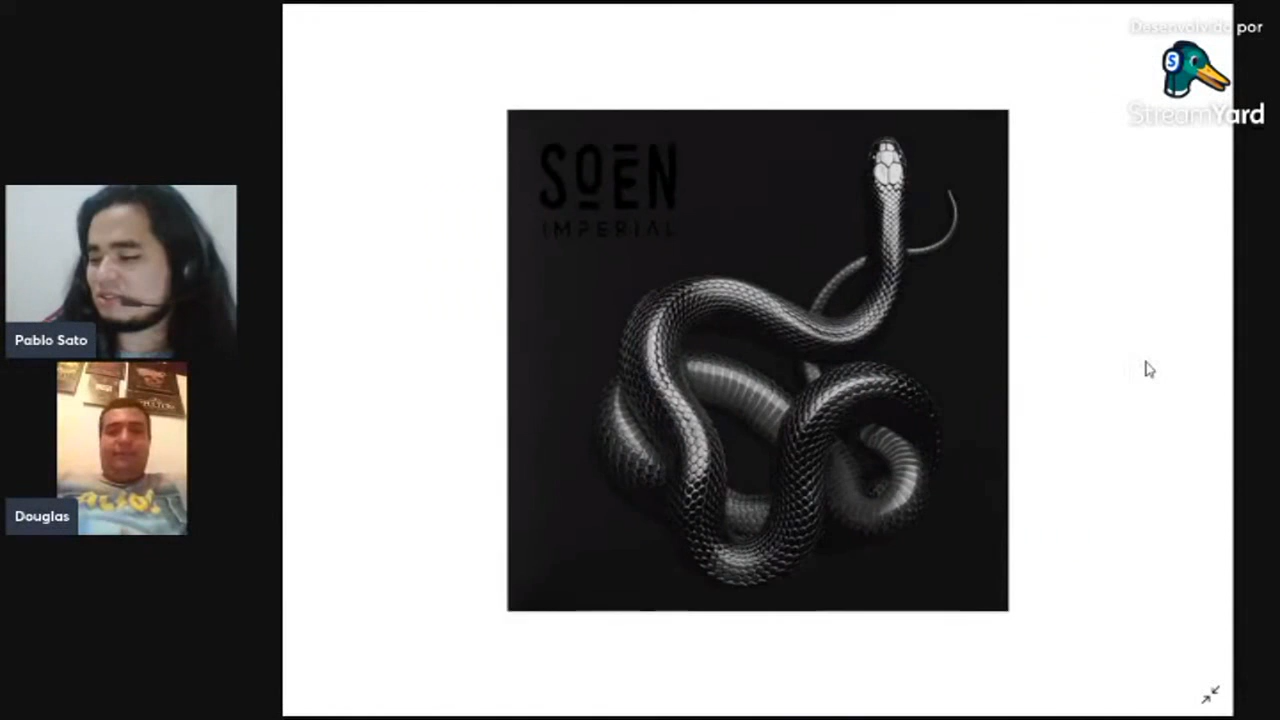 Desenvolvido por
StreamYard
SOEN
IMPERIAL
Pablo Sato
Douglas